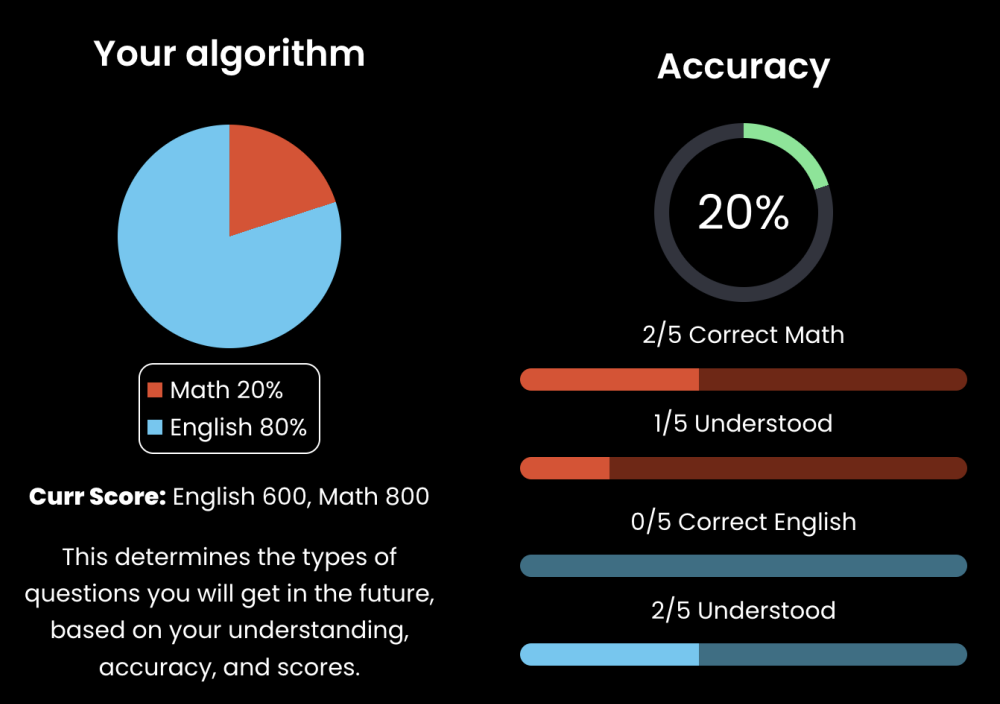 Your algorithm
Math 20%
English 80%
Curr Score: English 600, Math 800
This determines the types of
questions you will get in the future,
based on your understanding,
accuracy, and scores.
Accuracy
20%
2/5 Correct Math
1/5 Understood
0/5 Correct English
2/5 Understood